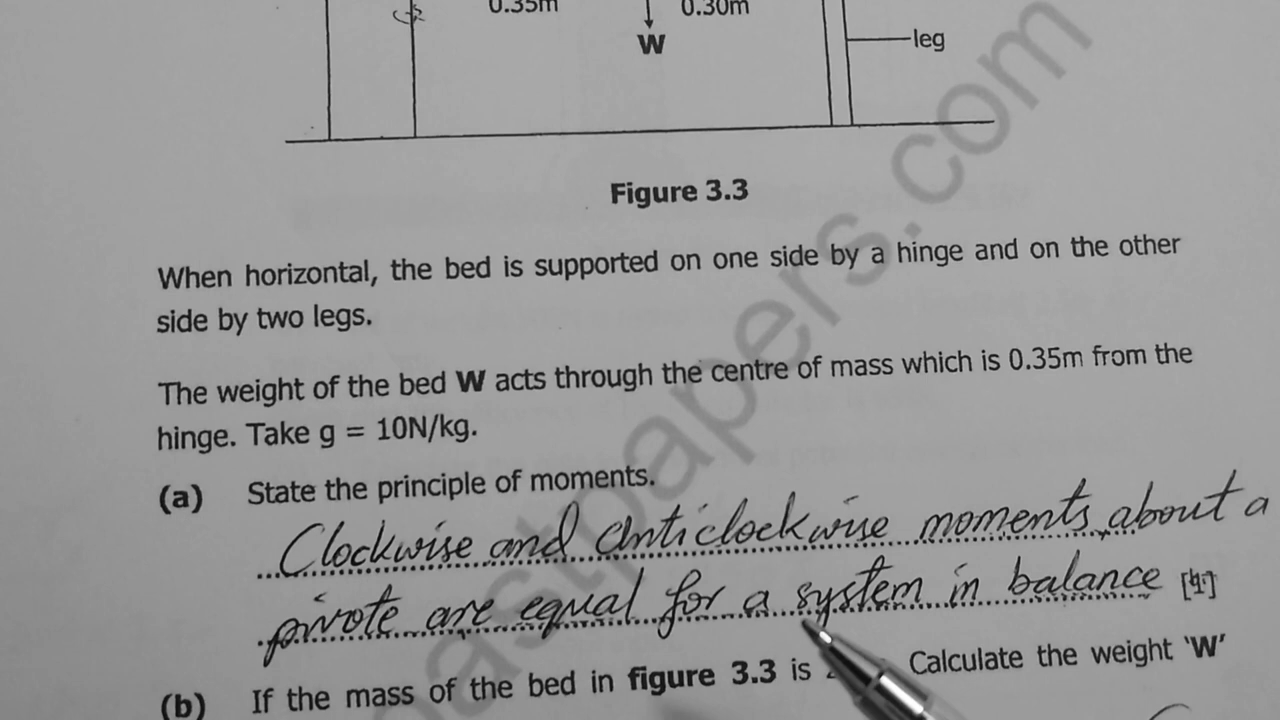 0.35m
0.30m
W
leg
Figure 3.3
When horizontal, the bed is supported on one side by a hinge and on the other
side by two legs.
The weight of the bed W acts through the centre of mass which is 0.35m from the
hinge. Take g = 10N/kg.
(a) State the principle of moments.
Clockwise and anticlockwise moments about a
pivote are equal for a system in balance [1]
(b) If the mass of the bed in figure 3.3 is Calculate the weight 'W'
pastpapers.com